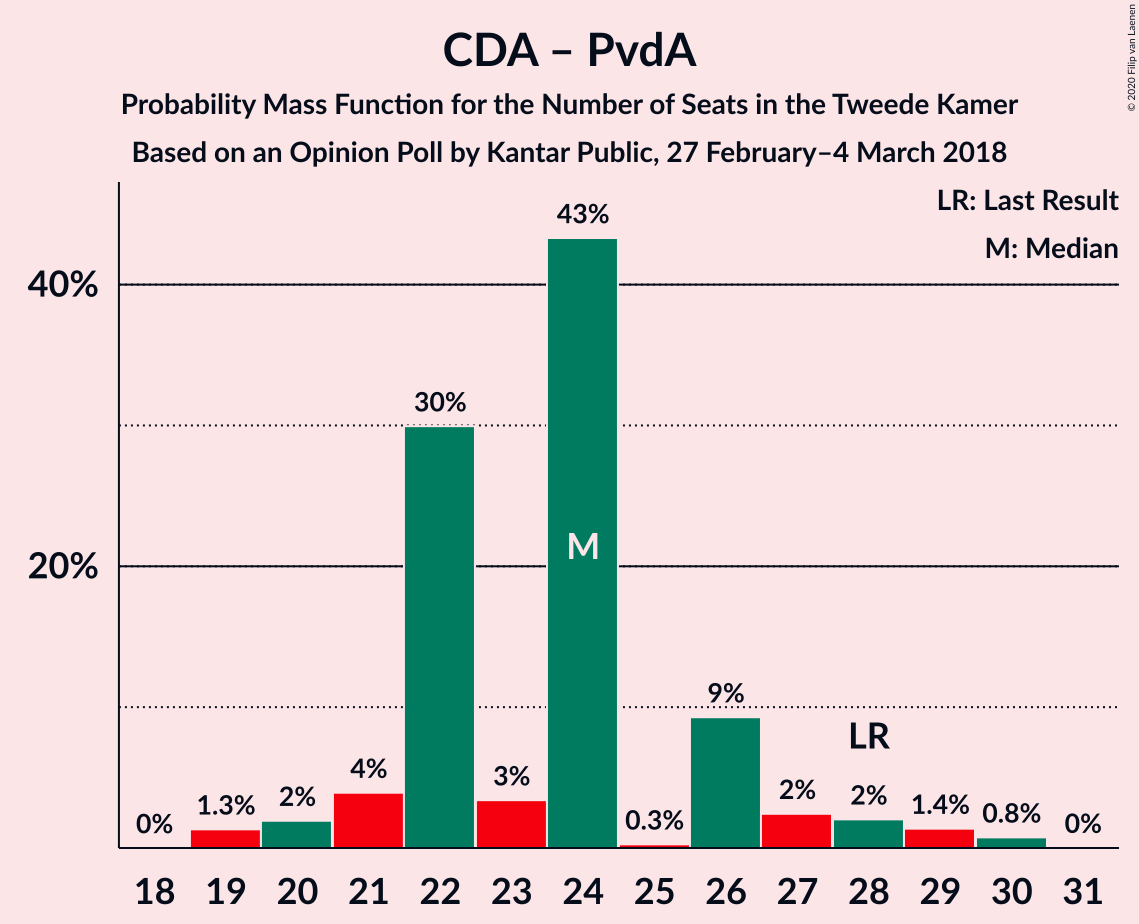 CDA – PvdA
Probability Mass Function for the Number of Seats in the Tweede Kamer
Based on an Opinion Poll by Kantar Public, 27 February–4 March 2018
© 2020 Filip van Laenen
LR: Last Result
M: Median
40%
20%
0%
1.3%
2%
4%
30%
3%
43%
M
0.3%
9%
2%
LR
2%
1.4%
0.8%
0%
18 19 20 21 22 23 24 25 26 27 28 29 30 31